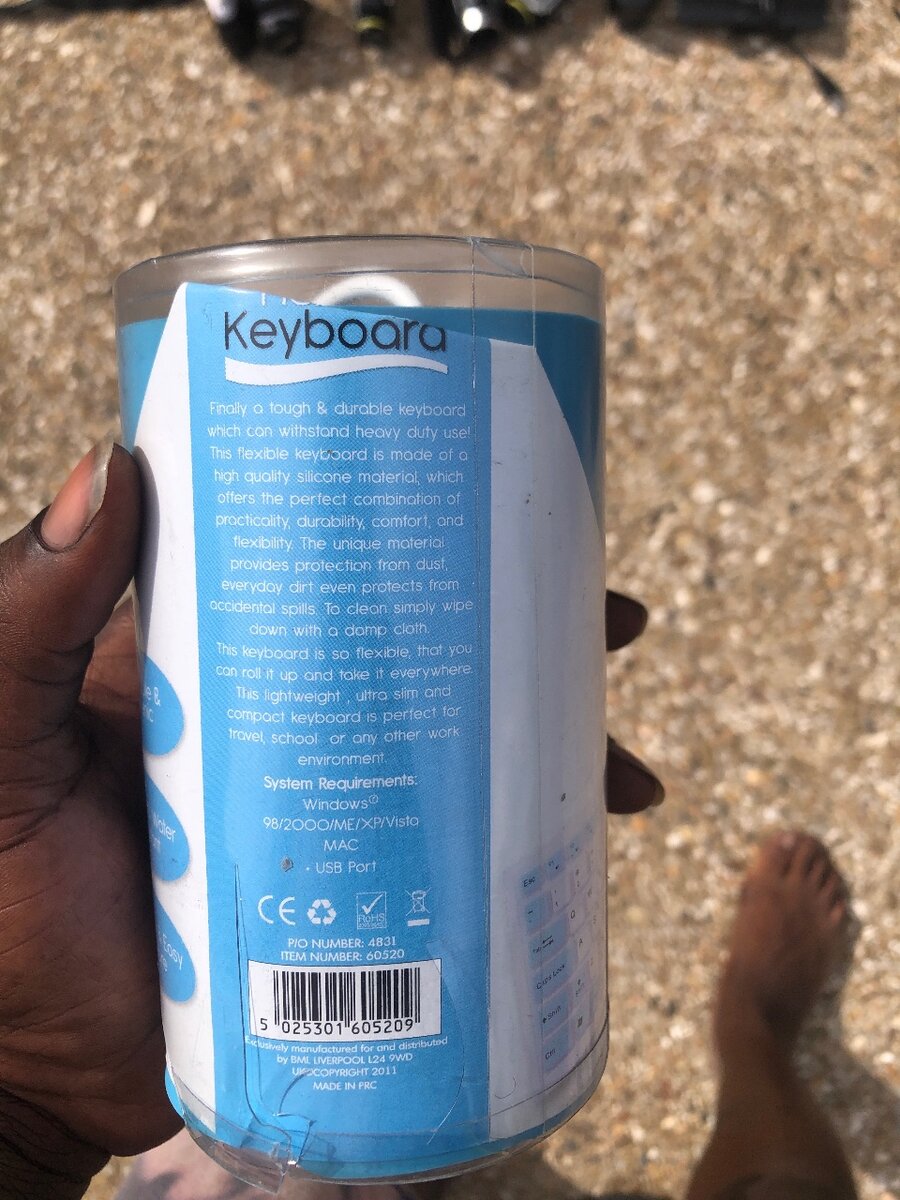 Keyboard
Finally a tough & durable keyboard
which can withstand heavy duty use!
This flexible keyboard is made of a
high quality silicone material, which
offers the perfect combination of
practicality, durability, comfort, and
flexibility. The unique material
provides protection from dust,
everyday dirt even protects from
accidental spills. To clean simply wipe
down with a damp cloth.
This keyboard is so flexible, that you
can roll it up and take it everywhere.
This lightweight , ultra slim and
compact keyboard is perfect for
travel, school , or any other work
environment.
System Requirements:
Windows®
98/2000/ME/XP/Vista
MAC
• USB Port
CE
RoHS
P/O NUMBER: 4831
ITEM NUMBER: 60520
5 025301 605209
Exclusively manufactured for and distributed
by BML LIVERPOOL L24 9WD
UK©COPYRIGHT 2011
MADE IN PRC
&
Easy
Esc
Q
A
S
Caps Lock
Shift
Ctrl